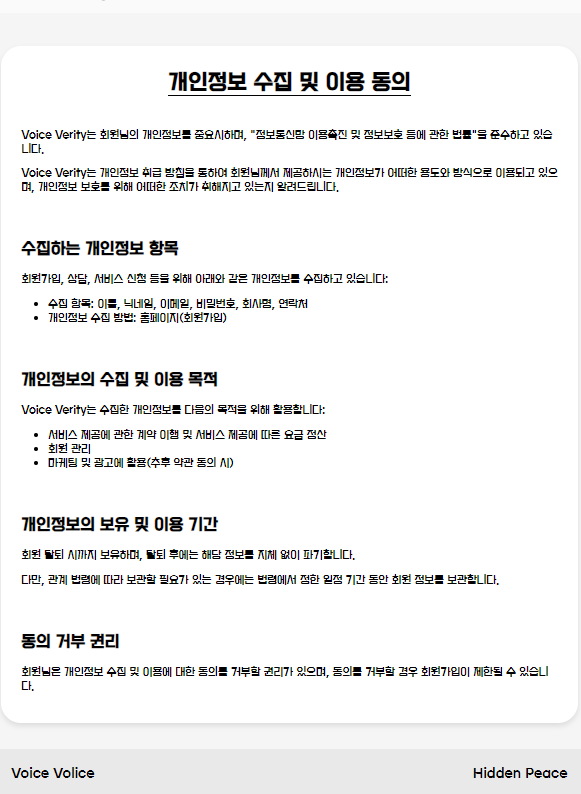 개인정보 수집 및 이용 동의
Voice Verity는 회원님의 개인정보를 중요시하며, "정보통신망 이용촉진 및 정보보호 등에 관한 법률"을 준수하고 있습
니다.
Voice Verity는 개인정보 취급 방침을 통하여 회원님께서 제공하시는 개인정보가 어떠한 용도와 방식으로 이용되고 있으
며, 개인정보 보호를 위해 어떠한 조치가 취해지고 있는지 알려드립니다.
수집하는 개인정보 항목
회원가입, 상담, 서비스 신청 등을 위해 아래와 같은 개인정보를 수집하고 있습니다:
• 수집 항목: 이름, 닉네임, 이메일, 비밀번호, 회사명, 연락처
• 개인정보 수집 방법: 홈페이지(회원가입)
개인정보의 수집 및 이용 목적
Voice Verity는 수집한 개인정보를 다음의 목적을 위해 활용합니다:
• 서비스 제공에 관한 계약 이행 및 서비스 제공에 따른 요금 정산
• 회원 관리
• 마케팅 및 광고에 활용(추후 약관 동의 시)
개인정보의 보유 및 이용 기간
회원 탈퇴 시까지 보유하며, 탈퇴 후에는 해당 정보를 지체 없이 파기합니다.
다만, 관계 법령에 따라 보관할 필요가 있는 경우에는 법령에서 정한 일정 기간 동안 회원 정보를 보관합니다.
동의 거부 권리
회원님은 개인정보 수집 및 이용에 대한 동의를 거부할 권리가 있으며, 동의를 거부할 경우 회원가입이 제한될 수 있습니
다.
Voice Volice
Hidden Peace